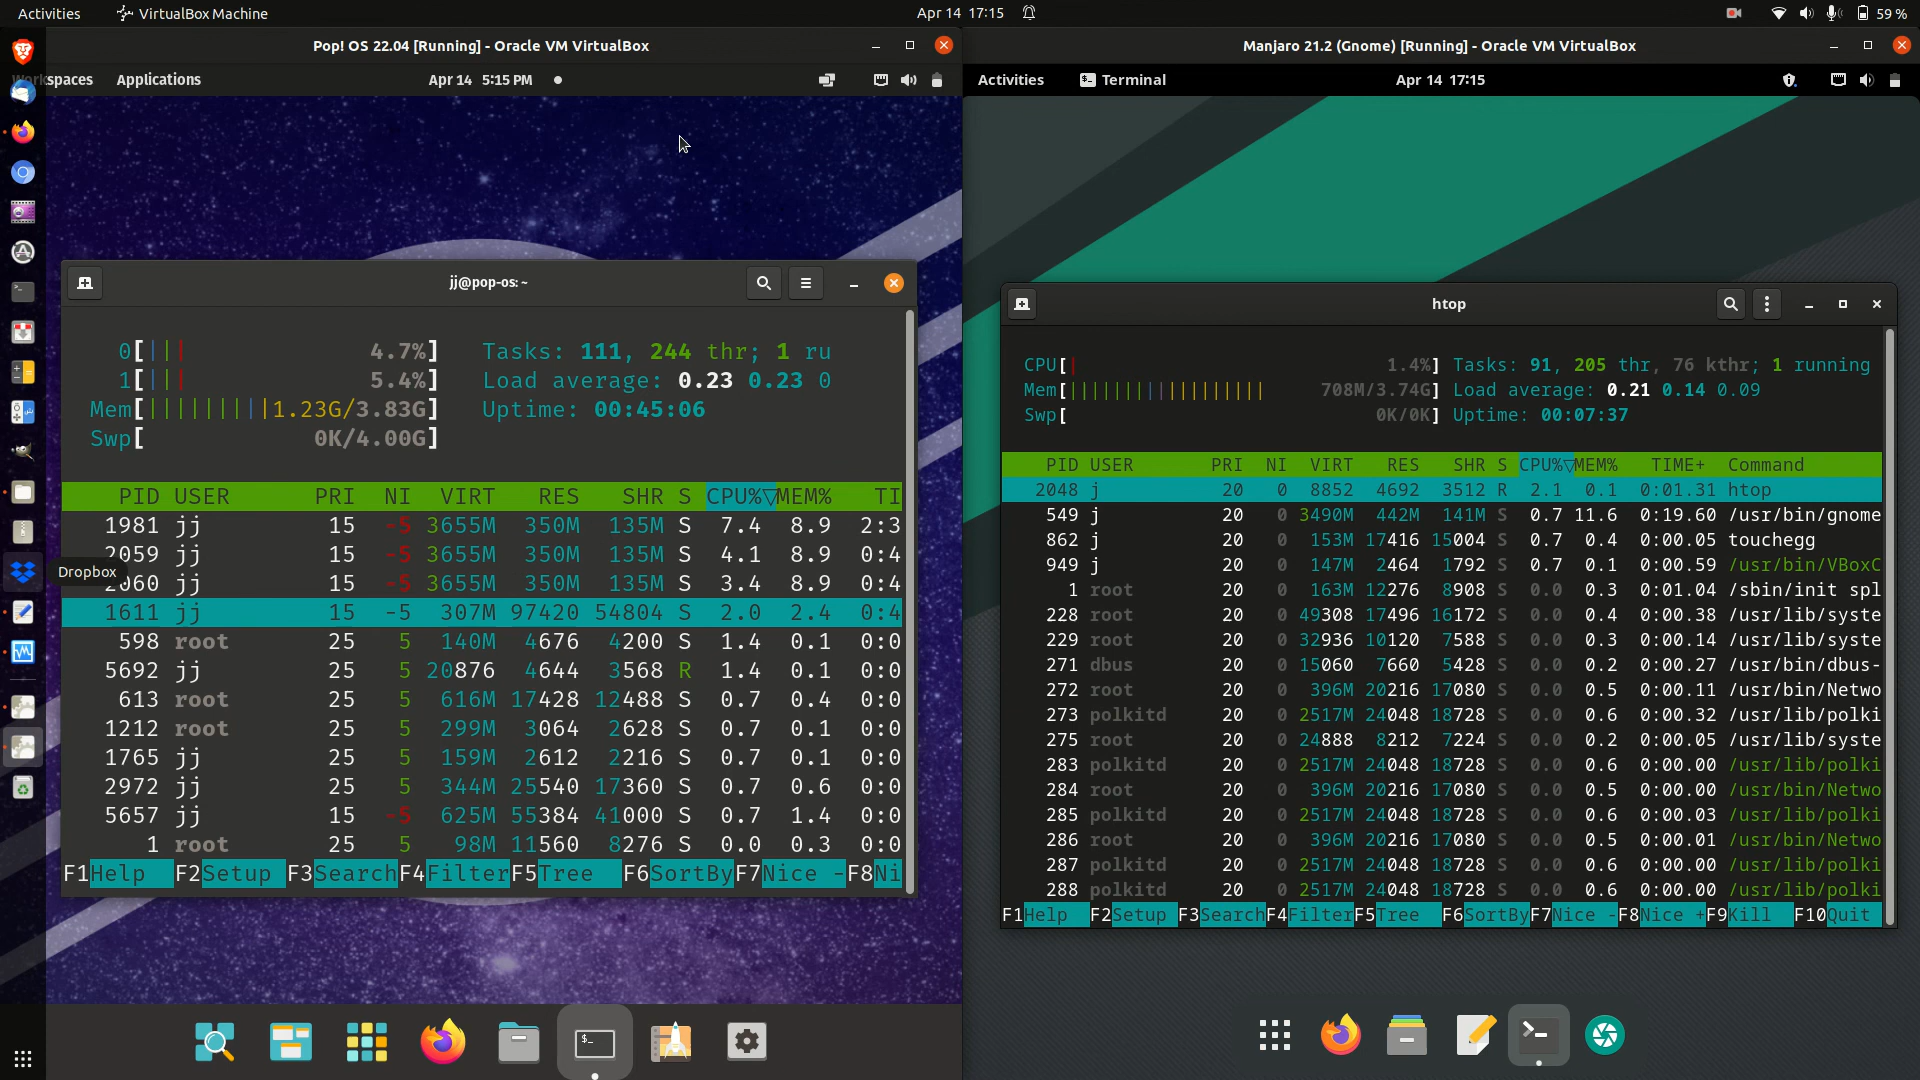 Activities VirtualBox Machine Apr 14 17:15 59 %
Pop! OS 22.04 [Running] - Oracle VM VirtualBox
Workspaces Applications Apr 14 5:15 PM
Dropbox
jj@pop-os: ~
0[||| 4.7%] Tasks: 111, 244 thr; 1 ru
1[||| 5.4%] Load average: 0.23 0.23 0
Mem[||||||||||1.23G/3.83G] Uptime: 00:45:06
Swp[ 0K/4.00G]
PID USER PRI NI VIRT RES SHR S CPU%▽MEM% TI
1981 jj 15 -5 3655M 350M 135M S 7.4 8.9 2:3
2059 jj 15 -5 3655M 350M 135M S 4.1 8.9 0:4
2060 jj 15 -5 3655M 350M 135M S 3.4 8.9 0:4
1611 jj 15 -5 307M 97420 54804 S 2.0 2.4 0:4
598 root 25 5 140M 4676 4200 S 1.4 0.1 0:0
5692 jj 25 5 20876 4644 3568 R 1.4 0.1 0:0
613 root 25 5 616M 17428 12488 S 0.7 0.4 0:0
1212 root 25 5 299M 3064 2628 S 0.7 0.1 0:0
1765 jj 25 5 159M 2612 2216 S 0.7 0.1 0:0
2972 jj 25 5 344M 25540 17360 S 0.7 0.6 0:0
5657 jj 15 -5 625M 55384 41000 S 0.7 1.4 0:0
1 root 25 5 98M 11560 8276 S 0.0 0.3 0:0
F1Help F2Setup F3SearchF4FilterF5Tree F6SortByF7Nice -F8Ni
Manjaro 21.2 (Gnome) [Running] - Oracle VM VirtualBox
Activities Terminal Apr 14 17:15
htop
CPU[| 1.4%] Tasks: 91, 205 thr, 76 kthr; 1 running
Mem[|||||||||||||||||| 708M/3.74G] Load average: 0.21 0.14 0.09
Swp[ 0K/0K] Uptime: 00:07:37
PID USER PRI NI VIRT RES SHR S CPU%▽MEM% TIME+ Command
2048 j 20 0 8852 4692 3512 R 2.1 0.1 0:01.31 htop
549 j 20 0 3490M 442M 141M S 0.7 11.6 0:19.60 /usr/bin/gnome
862 j 20 0 153M 17416 15004 S 0.7 0.4 0:00.05 touchegg
949 j 20 0 147M 2464 1792 S 0.7 0.1 0:00.59 /usr/bin/VBoxC
1 root 20 0 163M 12276 8908 S 0.0 0.3 0:01.04 /sbin/init spl
228 root 20 0 49308 17496 16172 S 0.0 0.4 0:00.38 /usr/lib/syste
229 root 20 0 32936 10120 7588 S 0.0 0.3 0:00.14 /usr/lib/syste
271 dbus 20 0 15060 7660 5428 S 0.0 0.2 0:00.27 /usr/bin/dbus-
272 root 20 0 396M 20216 17080 S 0.0 0.5 0:00.11 /usr/bin/Netwo
273 polkitd 20 0 2517M 24048 18728 S 0.0 0.6 0:00.32 /usr/lib/polki
275 root 20 0 24888 8212 7224 S 0.0 0.2 0:00.05 /usr/lib/syste
283 polkitd 20 0 2517M 24048 18728 S 0.0 0.6 0:00.00 /usr/lib/polki
284 root 20 0 396M 20216 17080 S 0.0 0.5 0:00.00 /usr/bin/Netwo
285 polkitd 20 0 2517M 24048 18728 S 0.0 0.6 0:00.03 /usr/lib/polki
286 root 20 0 396M 20216 17080 S 0.0 0.5 0:00.01 /usr/bin/Netwo
287 polkitd 20 0 2517M 24048 18728 S 0.0 0.6 0:00.00 /usr/lib/polki
288 polkitd 20 0 2517M 24048 18728 S 0.0 0.6 0:00.00 /usr/lib/polki
F1Help F2Setup F3SearchF4FilterF5Tree F6SortByF7Nice -F8Nice +F9Kill F10Quit